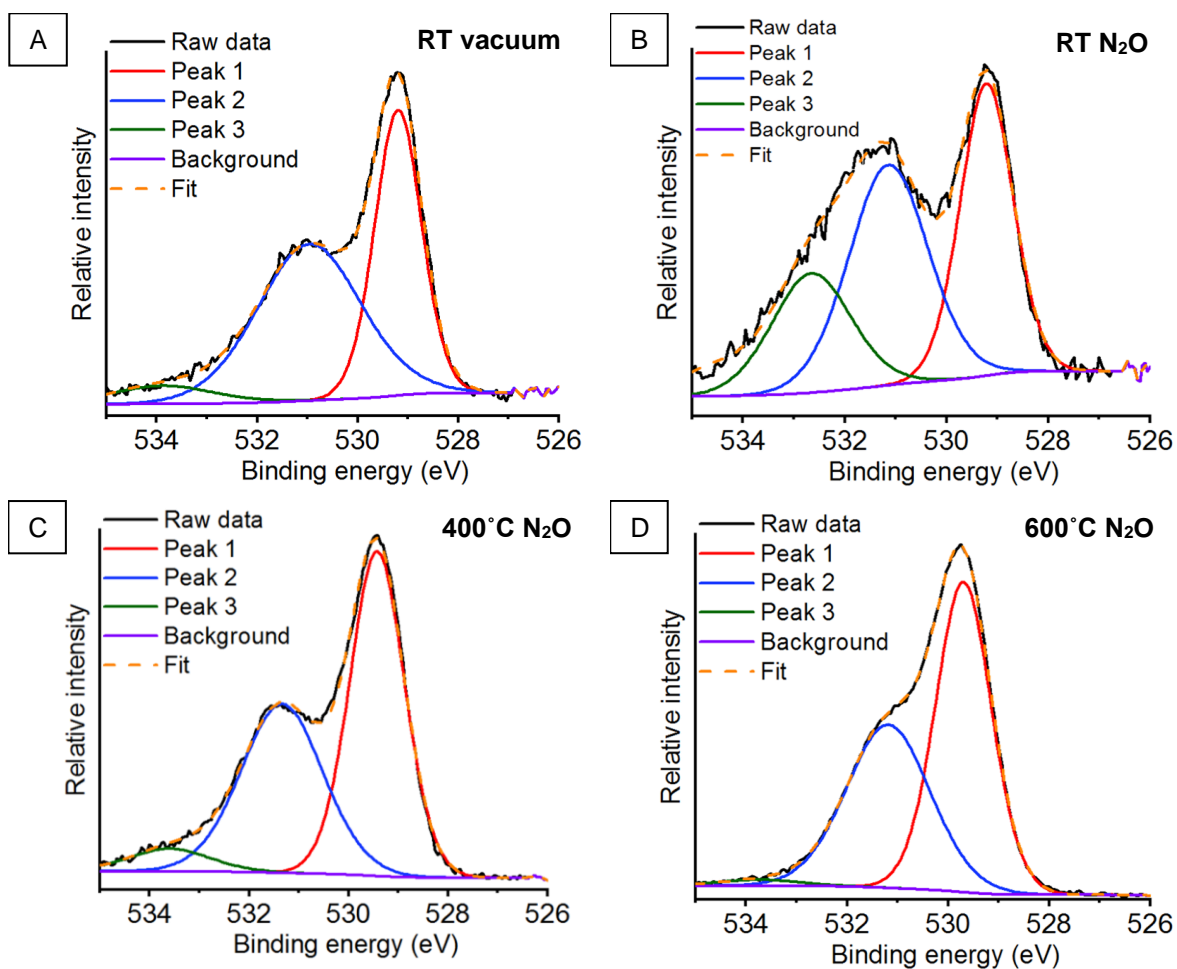 A
RT vacuum
Raw data
Peak 1
Peak 2
Peak 3
Background
Fit
Relative intensity
534 532 530 528 526
Binding energy (eV)
B
RT N₂O
Raw data
Peak 1
Peak 2
Peak 3
Background
Fit
Relative intensity
534 532 530 528 526
Binding energy (eV)
C
400˚C N₂O
Raw data
Peak 1
Peak 2
Peak 3
Background
Fit
Relative intensity
534 532 530 528 526
Binding energy (eV)
D
600˚C N₂O
Raw data
Peak 1
Peak 2
Peak 3
Background
Fit
Relative intensity
534 532 530 528 526
Binding energy (eV)